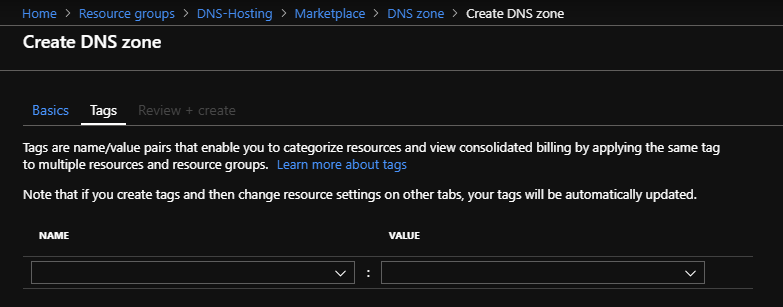 Home > Resource groups > DNS-Hosting > Marketplace > DNS zone > Create DNS zone
Create DNS zone
Basics Tags Review + create
Tags are name/value pairs that enable you to categorize resources and view consolidated billing by applying the same tag
to multiple resources and resource groups. Learn more about tags
Note that if you create tags and then change resource settings on other tabs, your tags will be automatically updated.
NAME VALUE
: